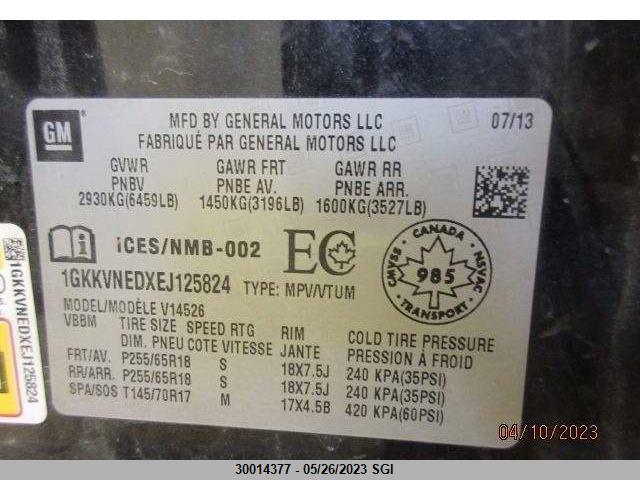 GM
MFD BY GENERAL MOTORS LLC 07/13
FABRIQUÉ PAR GENERAL MOTORS LLC
GVWR GAWR FRT GAWR RR
PNBV PNBE AV. PNBE ARR.
2930KG(6459LB) 1450KG(3196LB) 1600KG(3527LB)
i ICES/NMB-002 EC
CANADA
CMVSS 985 NSVAC
TRANSPORT
1GKKVNEDXEJ125824 TYPE: MPV/VTUM
MODEL/MODÈLE V14526
VBBM TIRE SIZE SPEED RTG RIM COLD TIRE PRESSURE
DIM. PNEU COTE VITESSE JANTE PRESSION À FROID
FRT/AV. P255/65R18 S 18X7.5J 240 KPA(35PSI)
RR/ARR. P255/65R18 S 18X7.5J 240 KPA(35PSI)
SPA/SOS T145/70R17 M 17X4.5B 420 KPA(60PSI)
1GKKVNEDXEJ125824
04/10/2023
30014377 - 05/26/2023 SGI